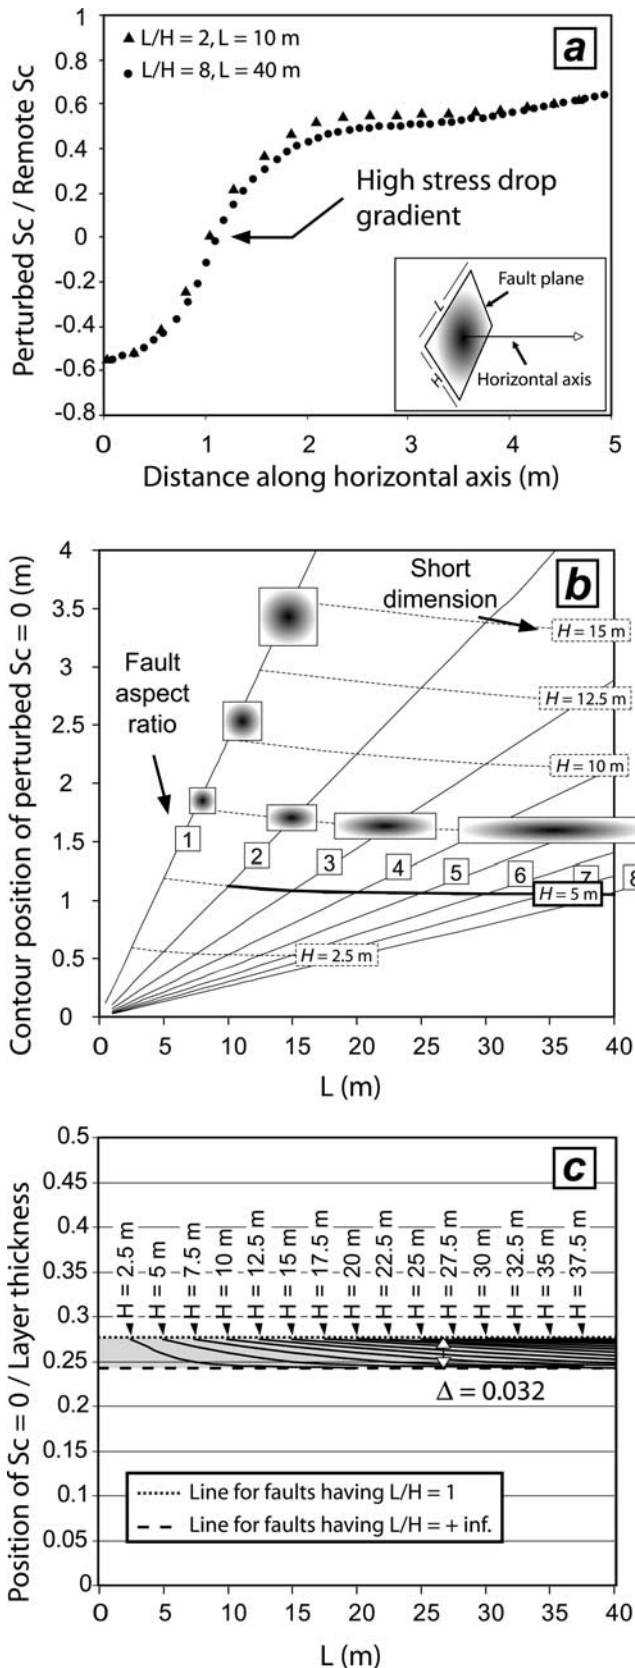 1
0.8
0.6
0.4
0.2
0
-0.2
-0.4
-0.6
-0.8
Perturbed Sc / Remote Sc
L/H = 2, L = 10 m
L/H = 8, L = 40 m
a
High stress drop
gradient
Fault plane
L
H
Horizontal axis
0 1 2 3 4 5
Distance along horizontal axis (m)
4
3.5
3
2.5
2
1.5
1
0.5
0
Contour position of perturbed Sc = 0 (m)
b
Short
dimension
H = 15 m
Fault
aspect
ratio
H = 12.5 m
H = 10 m
1 2 3 4 5 6 7 8
H = 5 m
H = 2.5 m
0 5 10 15 20 25 30 35 40
L (m)
0.5
0.45
0.4
0.35
0.3
0.25
0.2
0.15
0.1
0.05
0
Position of Sc = 0 / Layer thickness
c
H = 2.5 m
H = 5 m
H = 7.5 m
H = 10 m
H = 12.5 m
H = 15 m
H = 17.5 m
H = 20 m
H = 22.5 m
H = 25 m
H = 27.5 m
H = 30 m
H = 32.5 m
H = 35 m
H = 37.5 m
Δ = 0.032
Line for faults having L/H = 1
Line for faults having L/H = + inf.
0 5 10 15 20 25 30 35 40
L (m)